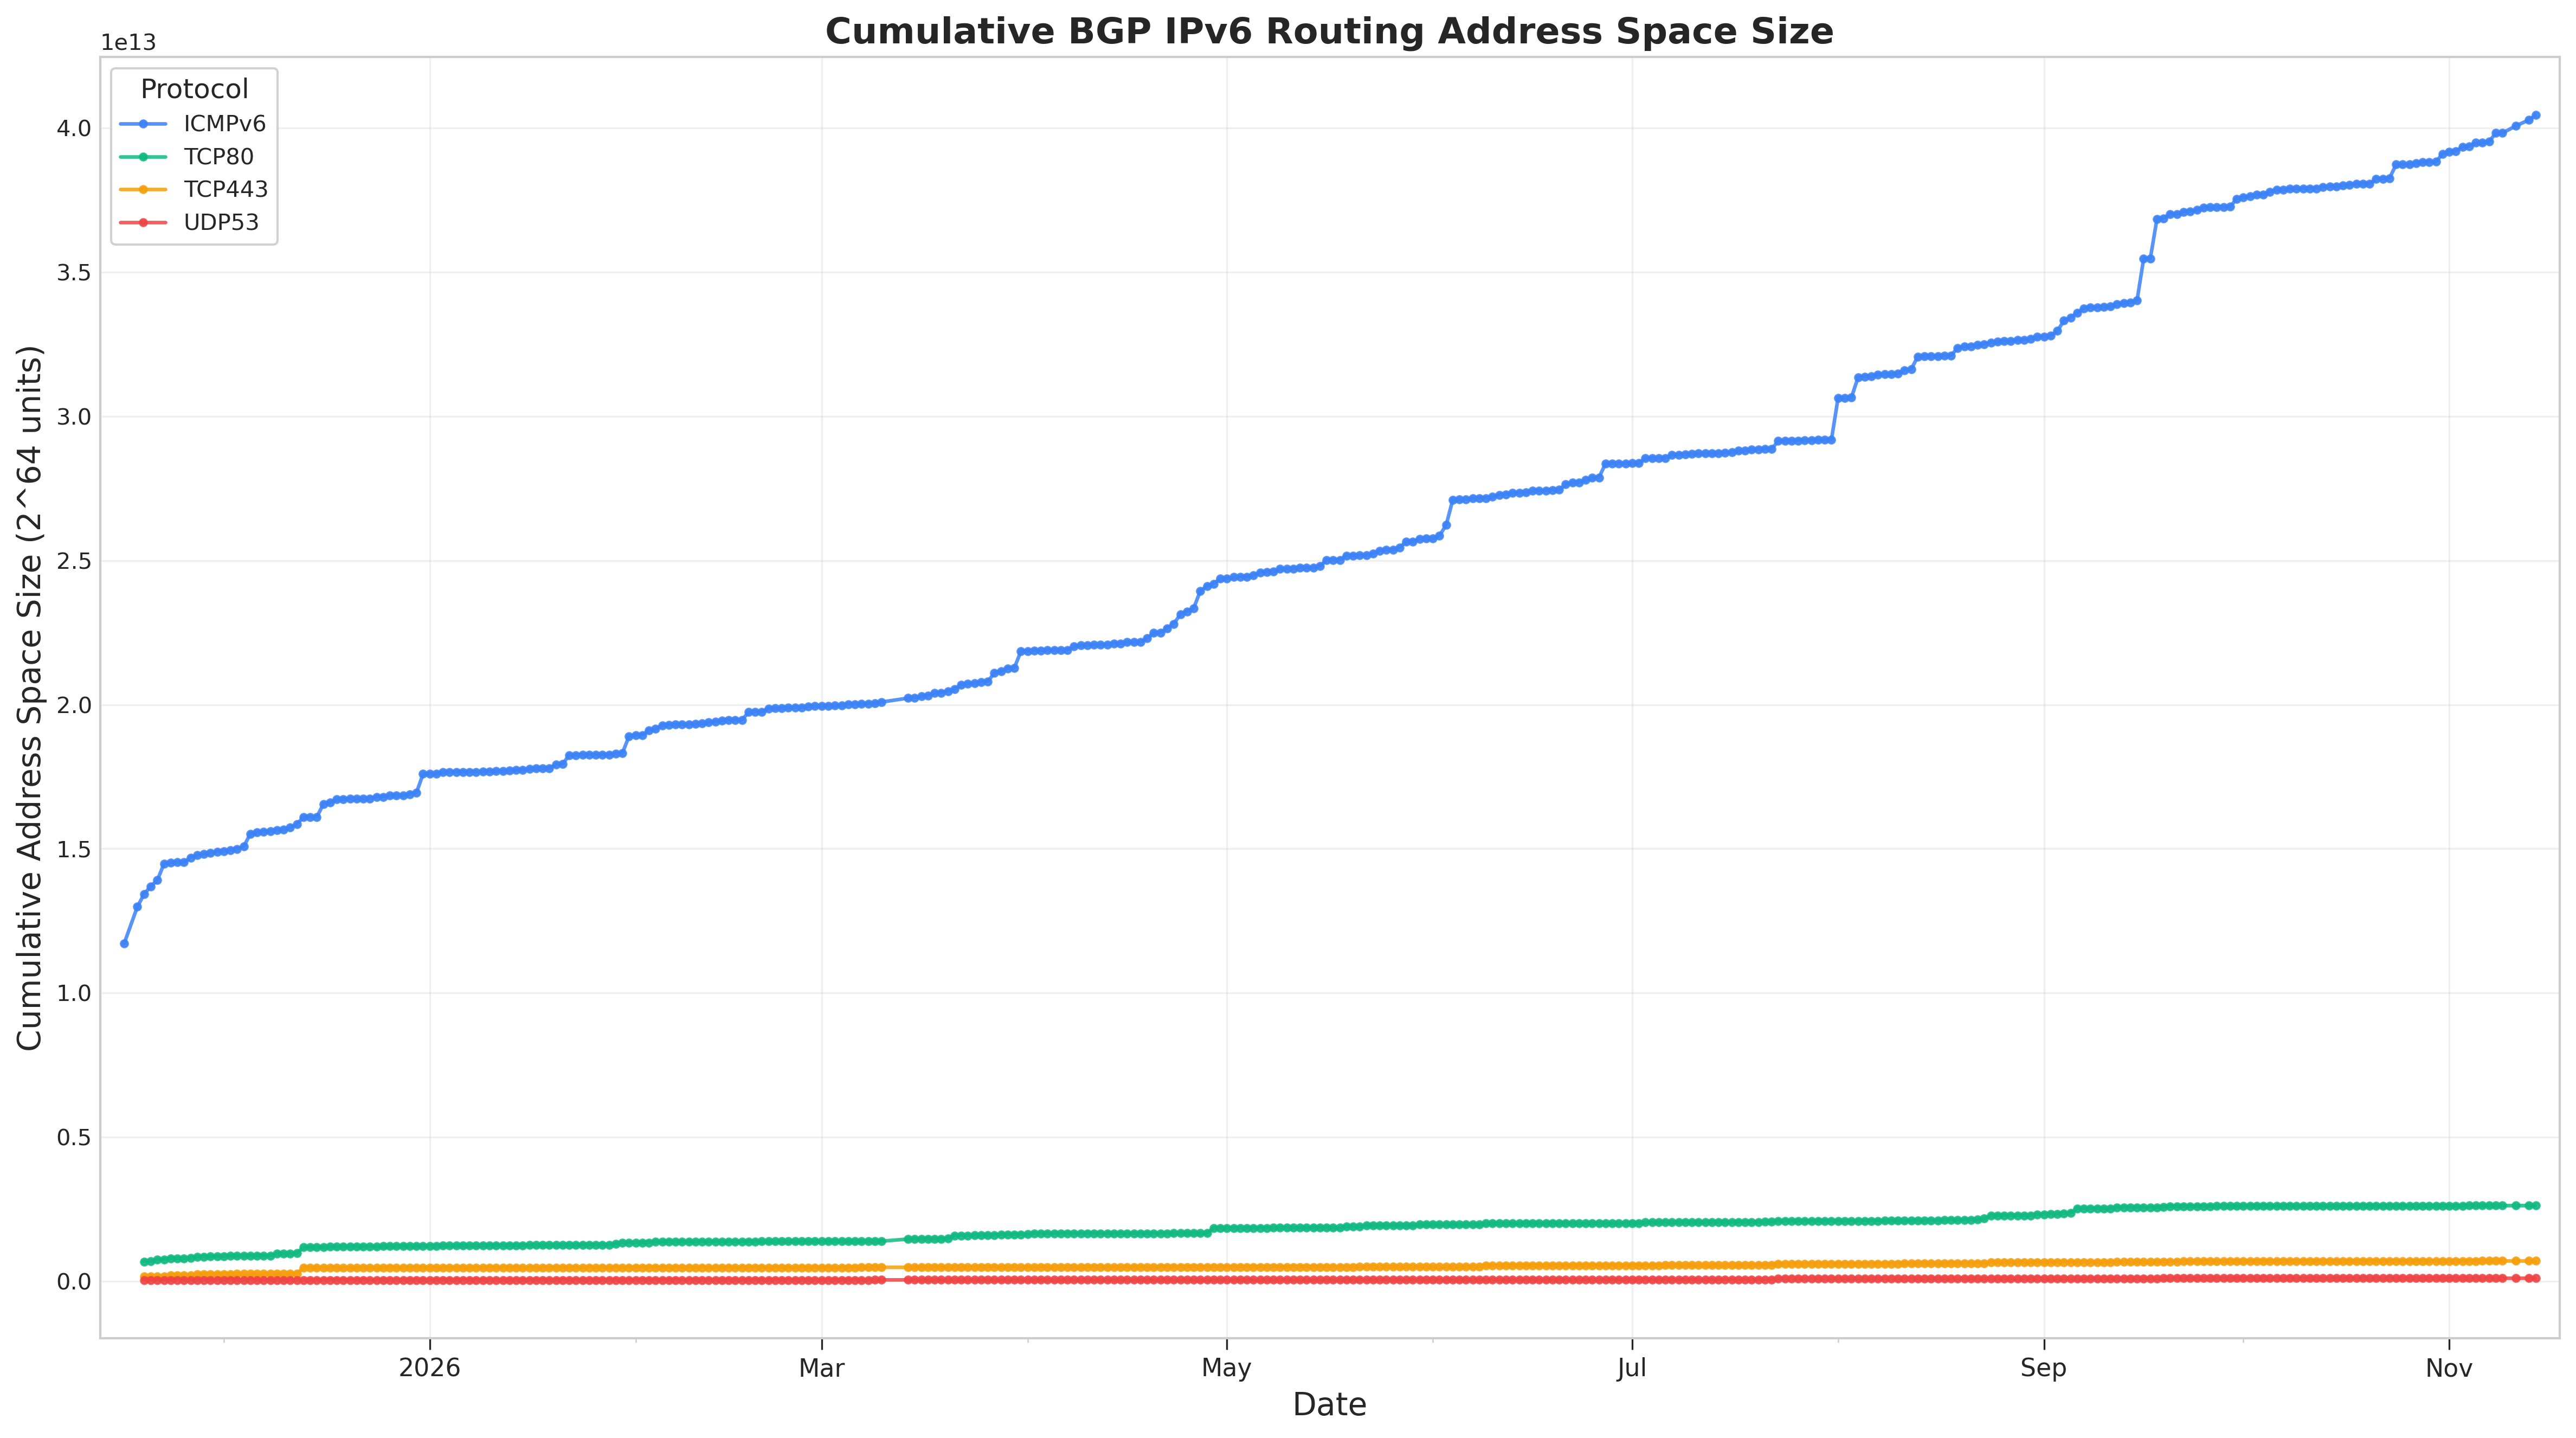 Cumulative BGP IPv6 Routing Address Space Size
1e13
Protocol
ICMPv6
TCP80
TCP443
UDP53
Cumulative Address Space Size (2^64 units)
4.0
3.5
3.0
2.5
2.0
1.5
1.0
0.5
0.0
2026
Mar
May
Jul
Sep
Nov
Date